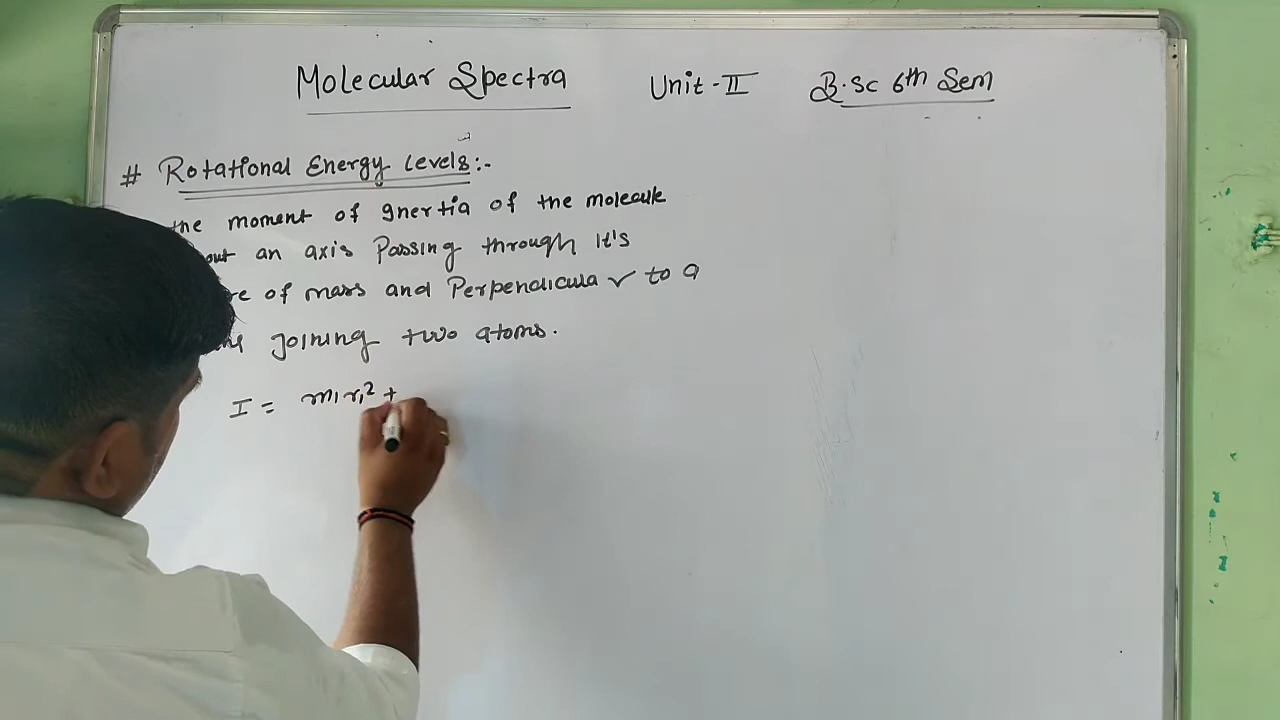 Molecular Spectra Unit-II B.Sc 6th Sem
# Rotational Energy Levels:-
the moment of Inertia of the molecule
an axis Passing through It's
of mass and Perpendicular to a
Joining two atoms.
I = m₁r₁² +